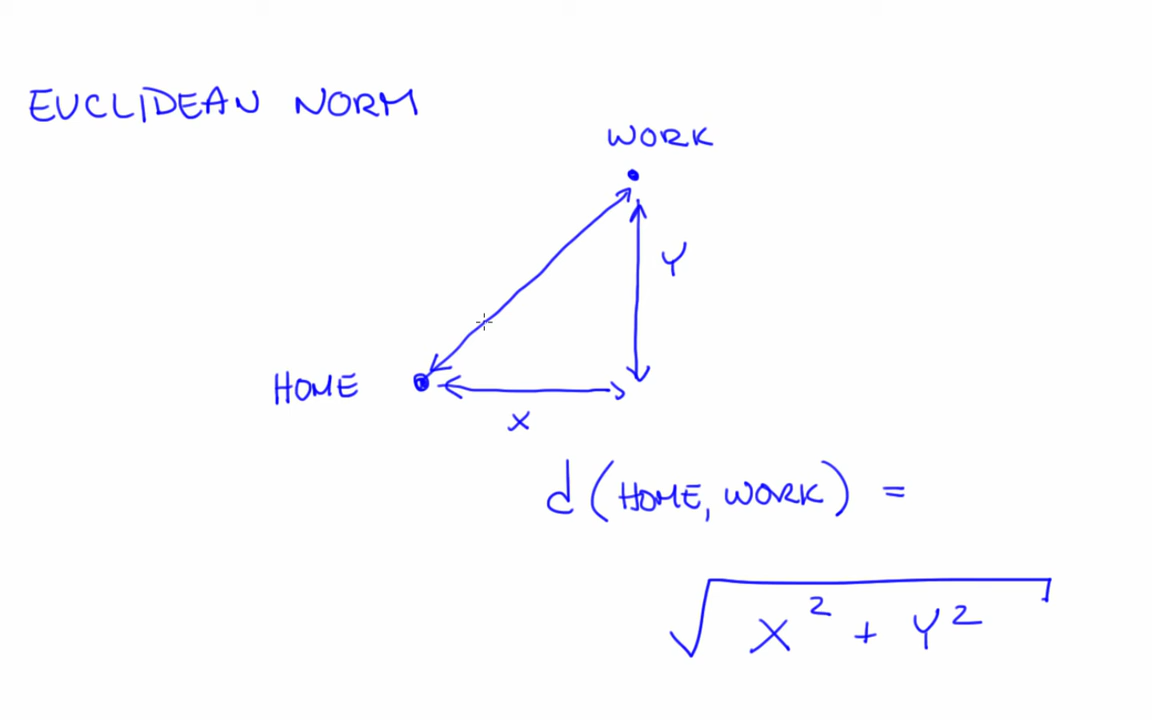 EUCLIDEAN NORM
WORK
Y
HOME
X
d(HOME, WORK) =
√(X² + Y²)